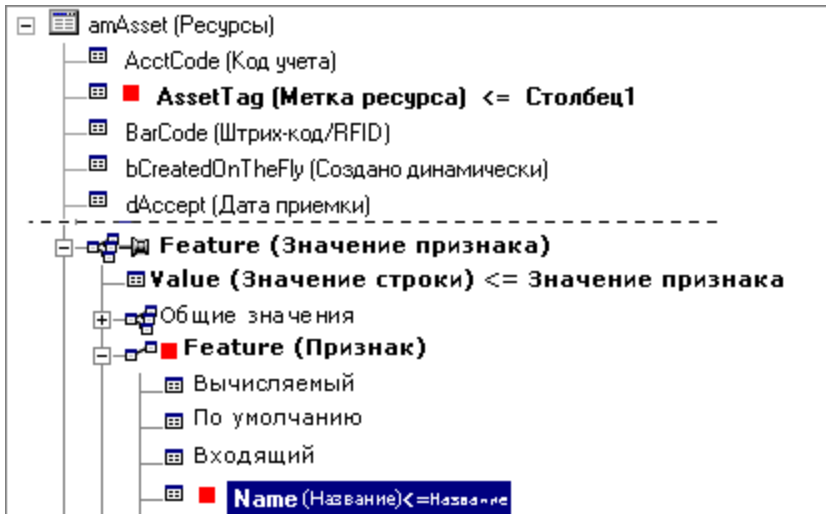 amAsset (Ресурсы)
AcctCode (Код учета)
AssetTag (Метка ресурса) <= Столбец1
BarCode (Штрих-код/RFID)
bCreatedOnTheFly (Создано динамически)
dAccept (Дата приемки)
Feature (Значение признака)
Value (Значение строки) <= Значение признака
Общие значения
Feature (Признак)
Вычисляемый
По умолчанию
Входящий
Name (Название)<=Название